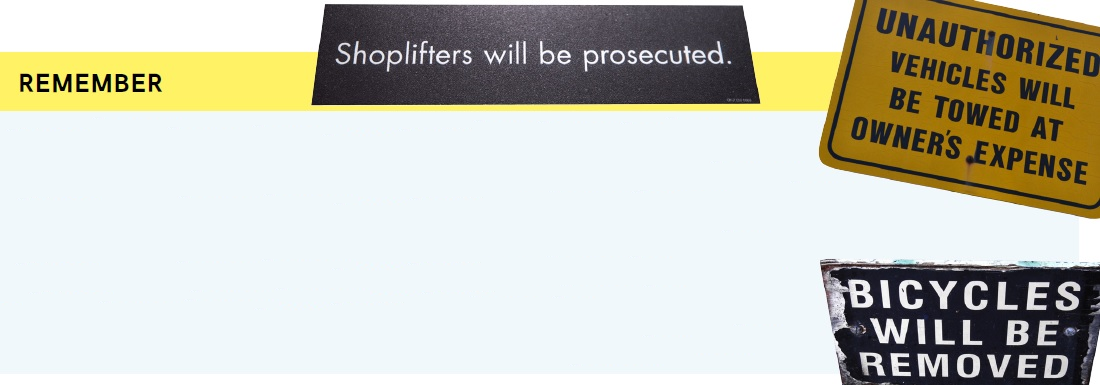 REMEMBER
Shoplifters will be prosecuted.
UNAUTHORIZED
VEHICLES WILL
BE TOWED AT
OWNER'S EXPENSE
BICYCLES
WILL BE
REMOVED